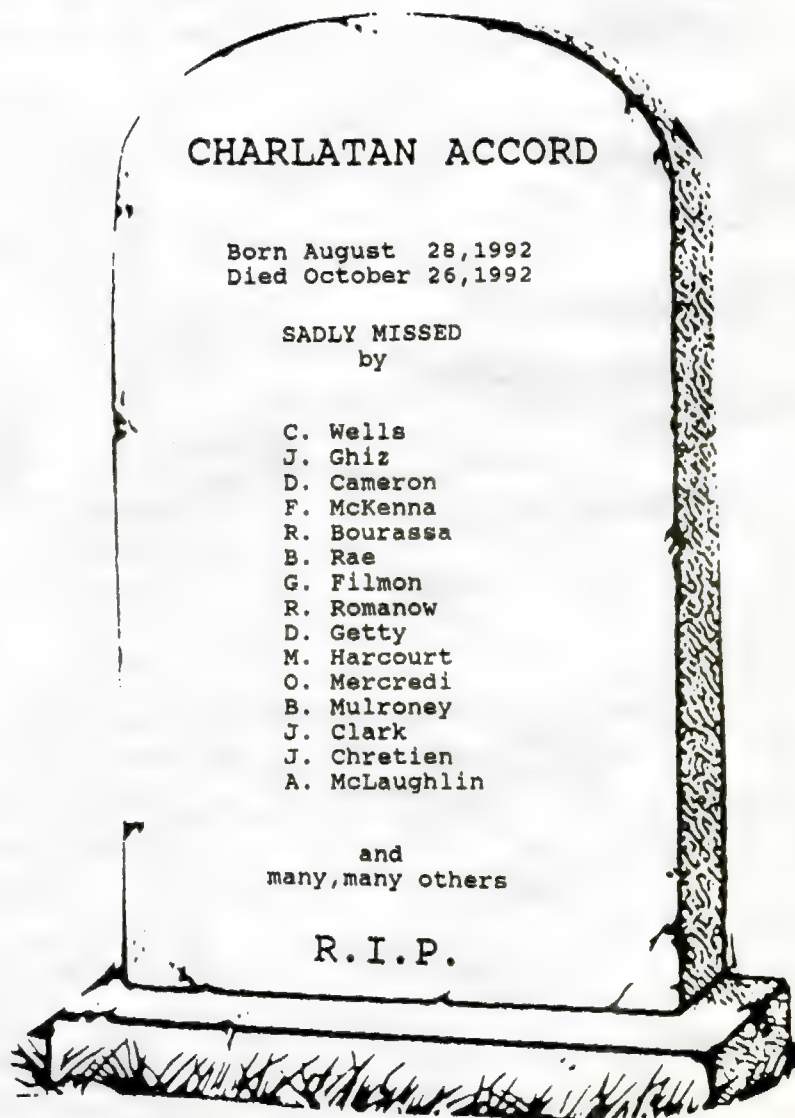 CHARLATAN ACCORD
Born August 28,1992
Died October 26,1992
SADLY MISSED
by
C. Wells
J. Ghiz
D. Cameron
F. McKenna
R. Bourassa
B. Rae
G. Filmon
R. Romanow
D. Getty
M. Harcourt
O. Mercredi
B. Mulroney
J. Clark
J. Chretien
A. McLaughlin
and
many,many others
R.I.P.